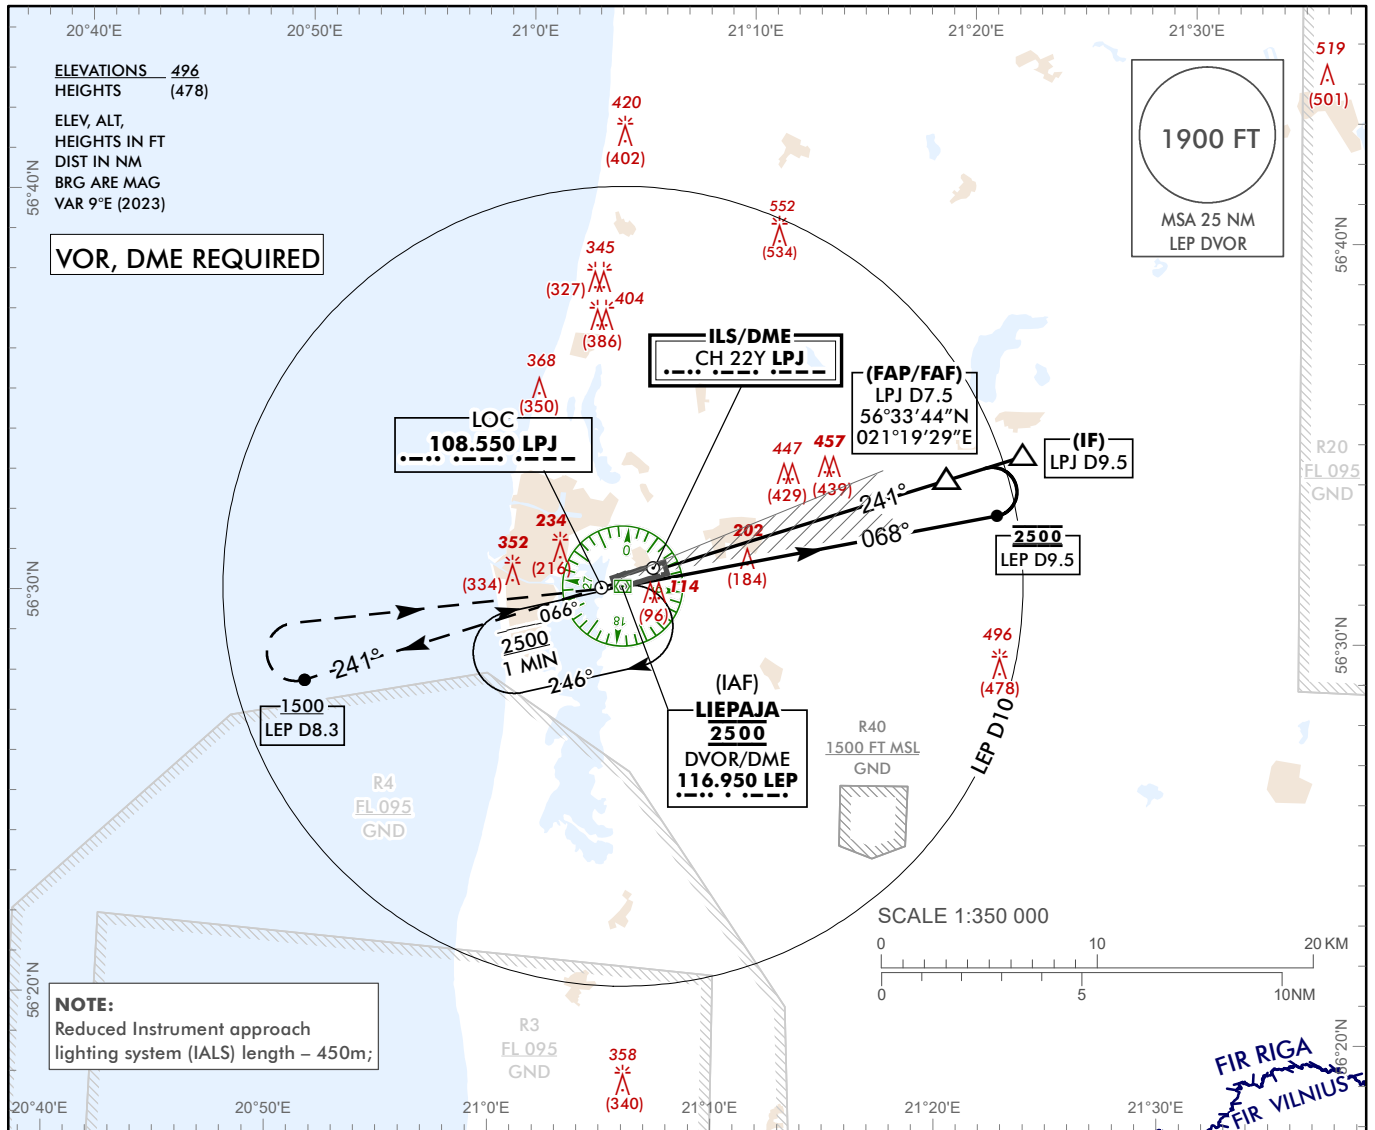 20°40'E
20°50'E
21°0'E
21°10'E
21°20'E
21°30'E
ELEVATIONS 496
HEIGHTS (478)
ELEV, ALT,
HEIGHTS IN FT
DIST IN NM
BRG ARE MAG
VAR 9°E (2023)
VOR, DME REQUIRED
420
(402)
552
(534)
519
(501)
1900 FT
MSA 25 NM
LEP DVOR
56°40'N
56°40'N
345
(327)
404
(386)
368
(350)
ILS/DME
CH 22Y LPJ
(FAP/FAF)
LPJ D7.5
56°33'44"N
021°19'29"E
LOC
108.550 LPJ
447
(429)
457
(439)
(IF)
LPJ D9.5
R20
FL 095
GND
241°
068°
2500
LEP D9.5
234
(216
352
(334)
202
(184)
0
27
18
114
(96)
56°30'N
56°30'N
066°
2500
1 MIN
246°
241°
1500
LEP D8.3
(IAF)
LIEPAJA
2500
DVOR/DME
116.950 LEP
496
(478)
LEP D10
R40
1500 FT MSL
GND
R4
FL 095
GND
SCALE 1:350 000
0 10 20 KM
0 5 10NM
56°20'N
56°20'N
NOTE:
Reduced Instrument approach
lighting system (IALS) length – 450m;
R3
FL 095
GND
358
(340)
FIR RIGA
FIR VILNIUS
20°40'E
20°50'E
21°0'E
21°10'E
21°20'E
21°30'E